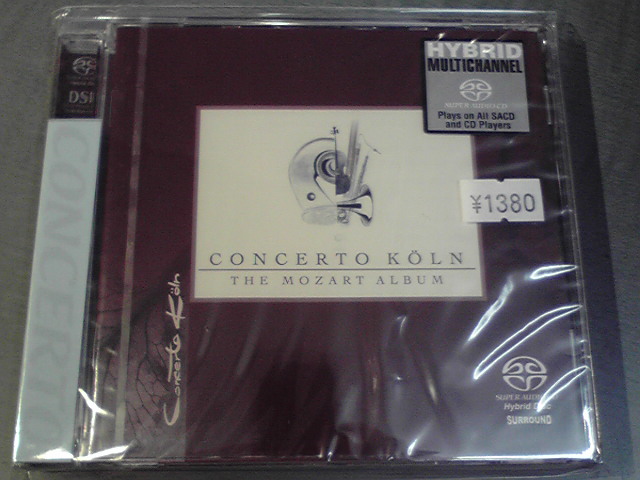 HYBRID
MULTICHANNEL
SUPER AUDIO CD
Plays on All SACD
and CD Players
¥1380
CONCERTO KÖLN
THE MOZART ALBUM
Concerto Köln
CONCERTO
SUPER AUDIO CD
Hybrid Disc
SURROUND